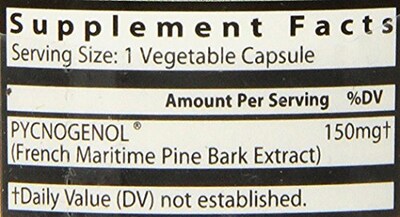 Supplement Facts
Serving Size: 1 Vegetable Capsule
Amount Per Serving %DV
PYCNOGENOL® 150mg†
(French Maritime Pine Bark Extract)
†Daily Value (DV) not established.